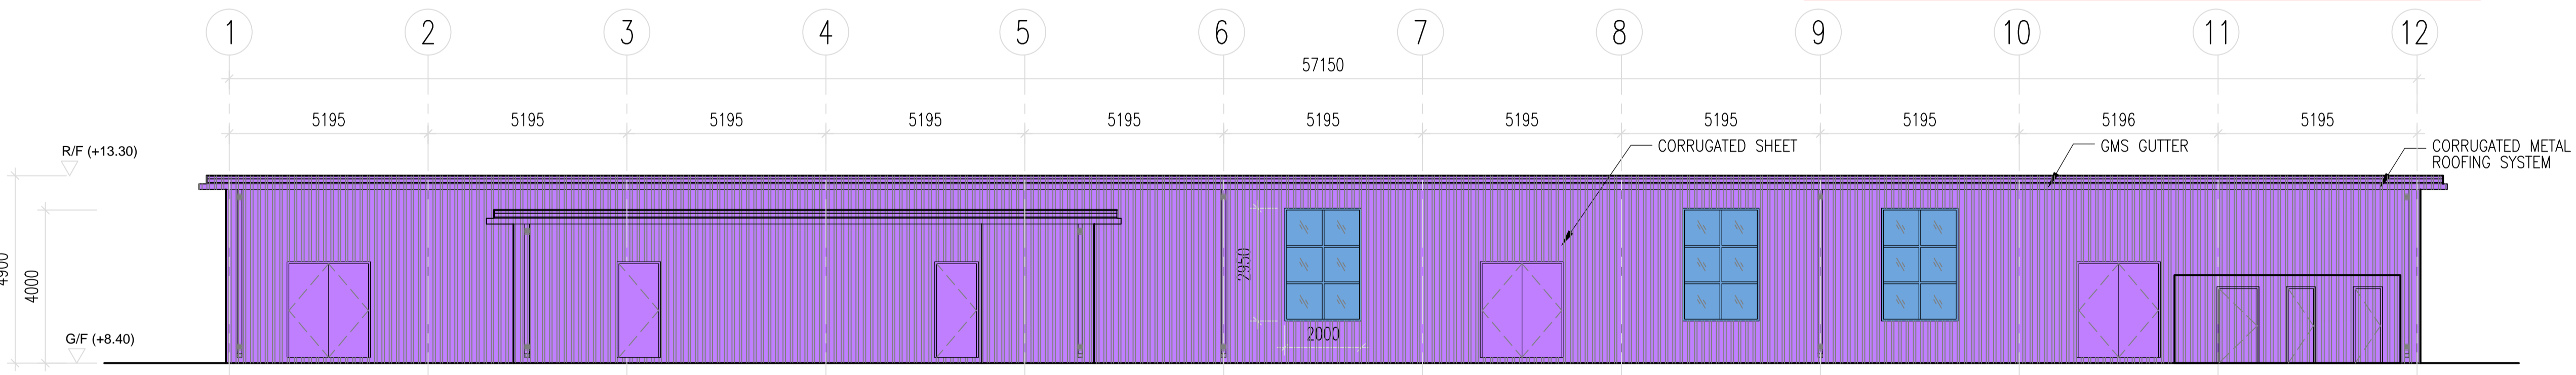 1 2 3 4 5 6 7 8 9 10 11 12
57150
5195 5195 5195 5195 5195 5195 5195 5195 5195 5196 5195
R/F (+13.30)
CORRUGATED SHEET
GMS GUTTER
CORRUGATED METAL
ROOFING SYSTEM
4900
4000
2950
2000
G/F (+8.40)